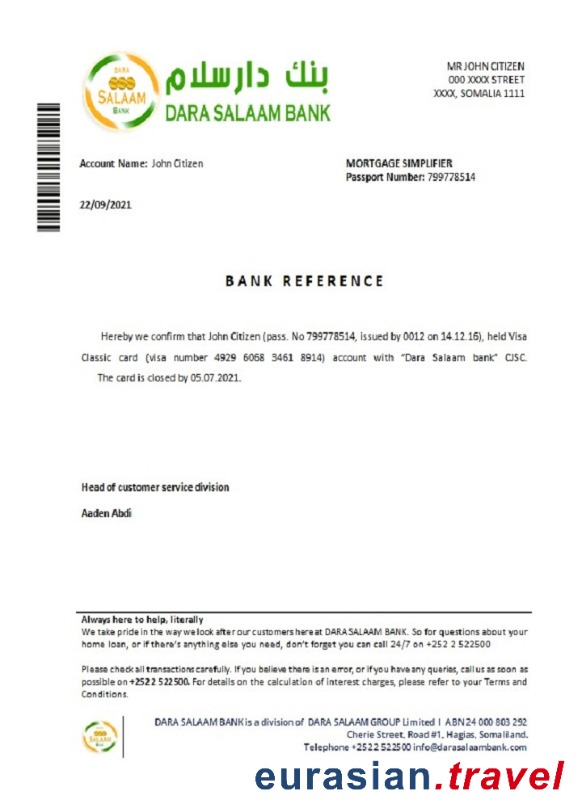 DARA
SALAAM
BANK
بنك دارسلام
DARA SALAAM BANK
MR JOHN CITIZEN
000 XXXX STREET
XXXX, SOMALIA 1111
Account Name: John Citizen
MORTGAGE SIMPLIFIER
Passport Number: 799778514
22/09/2021
BANK REFERENCE
Hereby we confirm that John Citizen (pass. No 799778514, issued by 0012 on 14.12.16), held Visa
Classic card (visa number 4929 6068 3461 8914) account with "Dara Salaam bank" CJSC.
The card is closed by 05.07.2021.
Head of customer service division
Aaden Abdi
Always here to help, literally
We take pride in the way we look after our customers here at DARA SALAAM BANK. So for questions about your
home loan, or if there's anything else you need, don't forget you can call 24/7 on +252 2 522500
Please check all transactions carefully. If you believe there is an error, or if you have any queries, call us as soon as
possible on +252 2 522500. For details on the calculation of interest charges, please refer to your Terms and
Conditions.
SALAAM
BANK
DARA SALAAM BANK is a division of DARA SALAAM GROUP Limited I ABN 24 000 803 292
Cherie Street, Road #1, Hagias, Somaliland.
Telephone +252 2 522500 info@darasalaambank.com
eurasian.travel